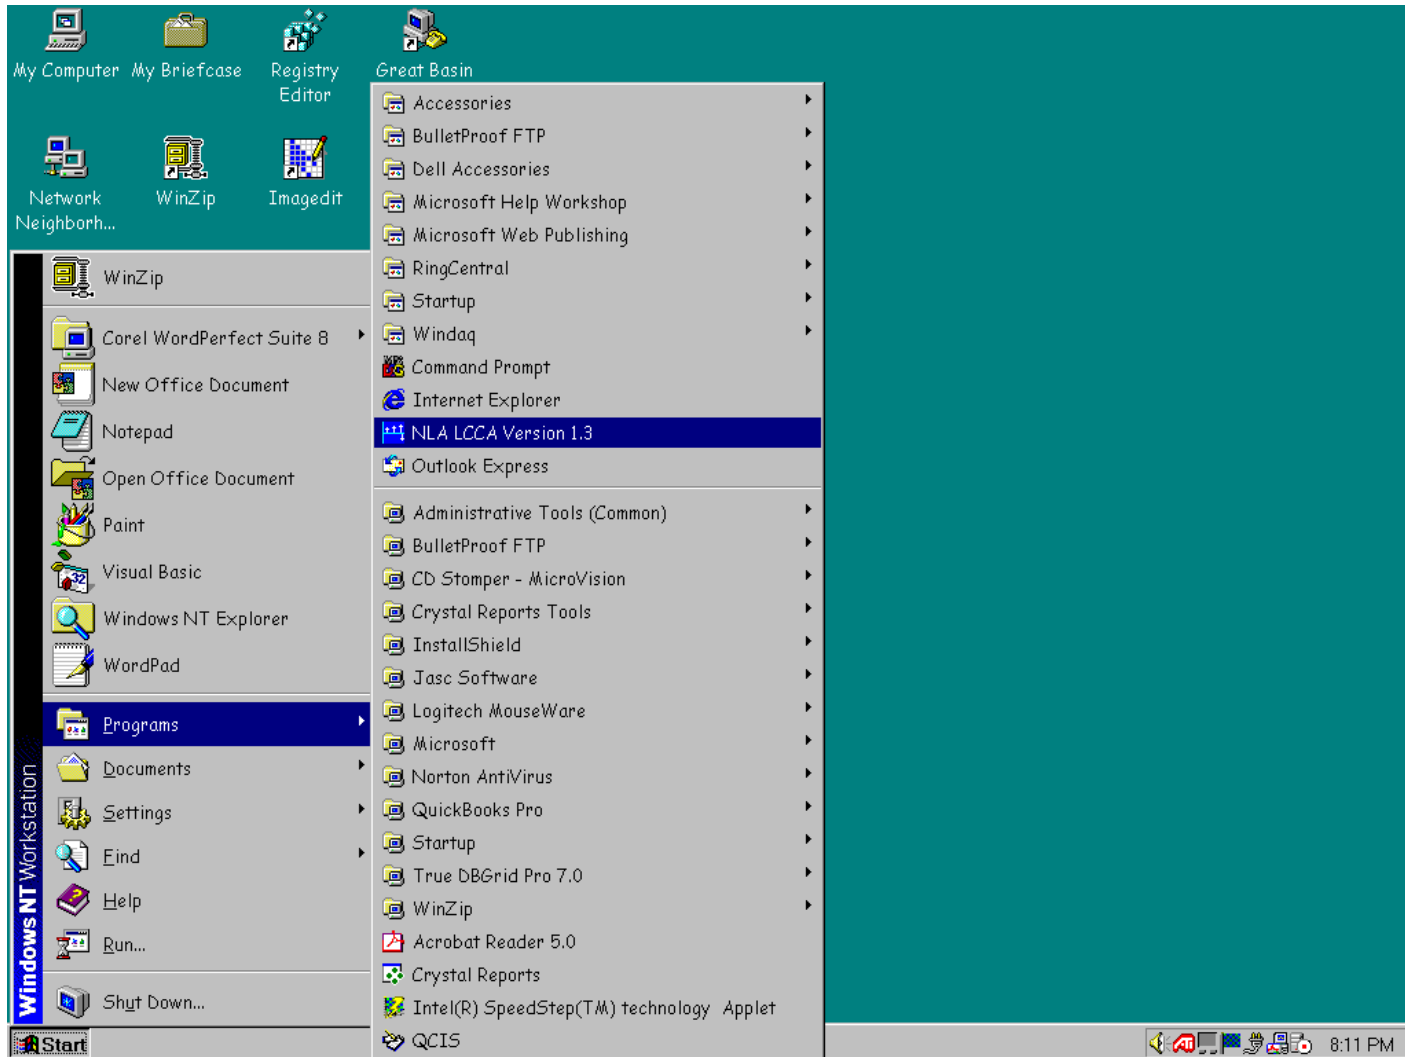 My Computer
My Briefcase
Registry
Editor
Great Basin
Network
Neighborh...
WinZip
Imagedit
WinZip
Corel WordPerfect Suite 8
New Office Document
Notepad
Open Office Document
Paint
Visual Basic
Windows NT Explorer
WordPad
Programs
Documents
Settings
Find
Help
Run...
Shut Down...
Windows NT Workstation
Accessories
BulletProof FTP
Dell Accessories
Microsoft Help Workshop
Microsoft Web Publishing
RingCentral
Startup
Windaq
Command Prompt
Internet Explorer
NLA LCCA Version 1.3
Outlook Express
Administrative Tools (Common)
BulletProof FTP
CD Stomper - MicroVision
Crystal Reports Tools
InstallShield
Jasc Software
Logitech MouseWare
Microsoft
Norton AntiVirus
QuickBooks Pro
Startup
True DBGrid Pro 7.0
WinZip
Acrobat Reader 5.0
Crystal Reports
Intel(R) SpeedStep(TM) technology Applet
QCIS
Start
8:11 PM